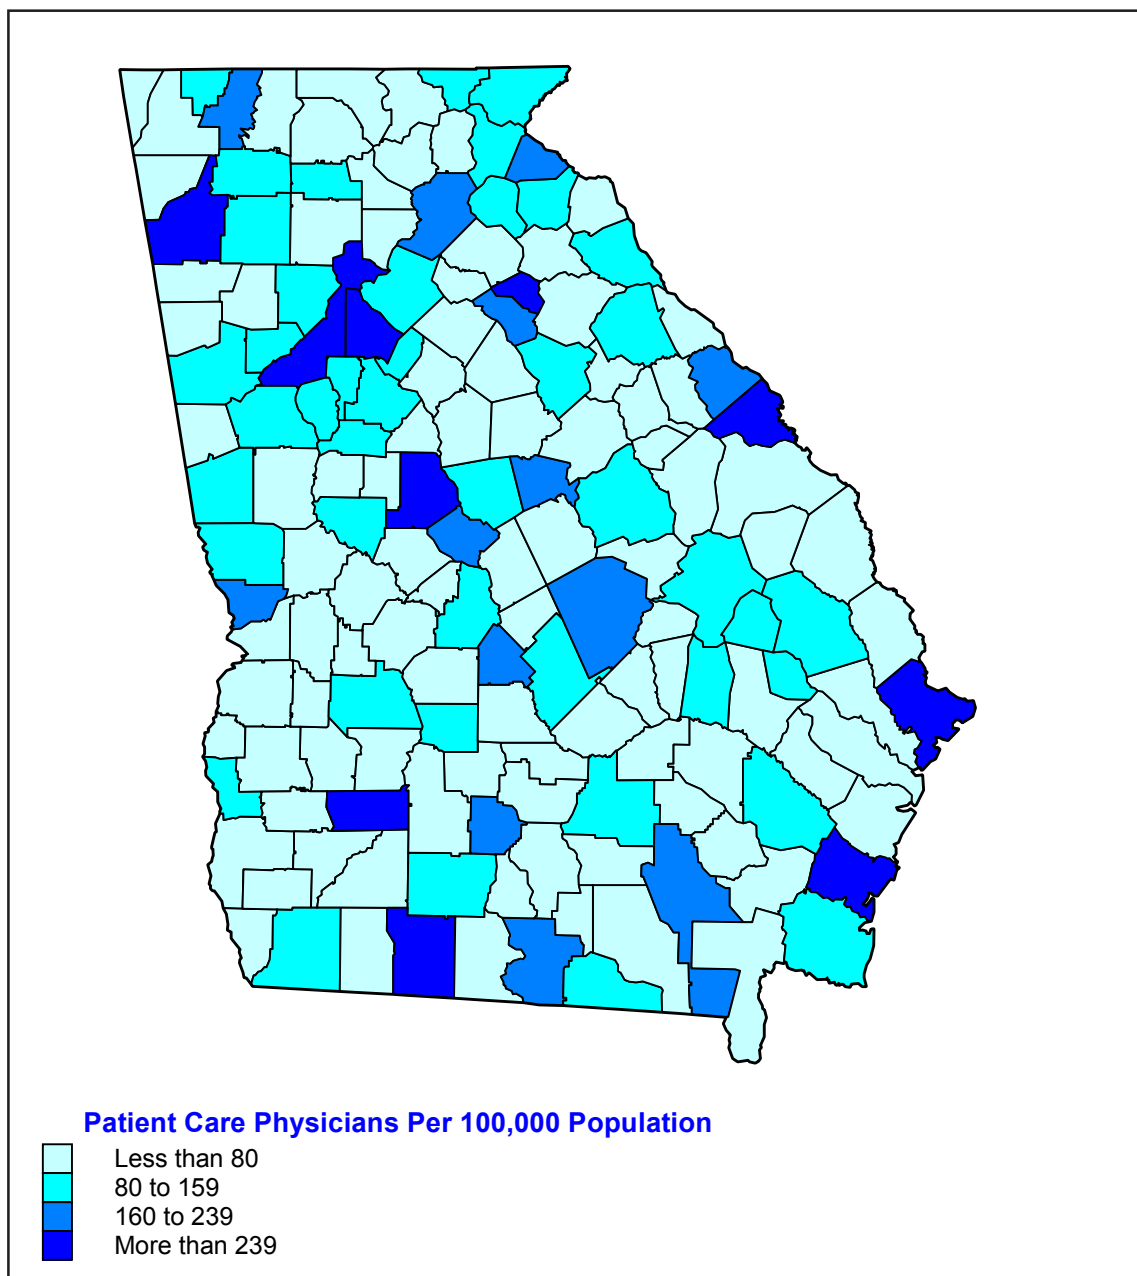 Patient Care Physicians Per 100,000 Population
Less than 80
80 to 159
160 to 239
More than 239